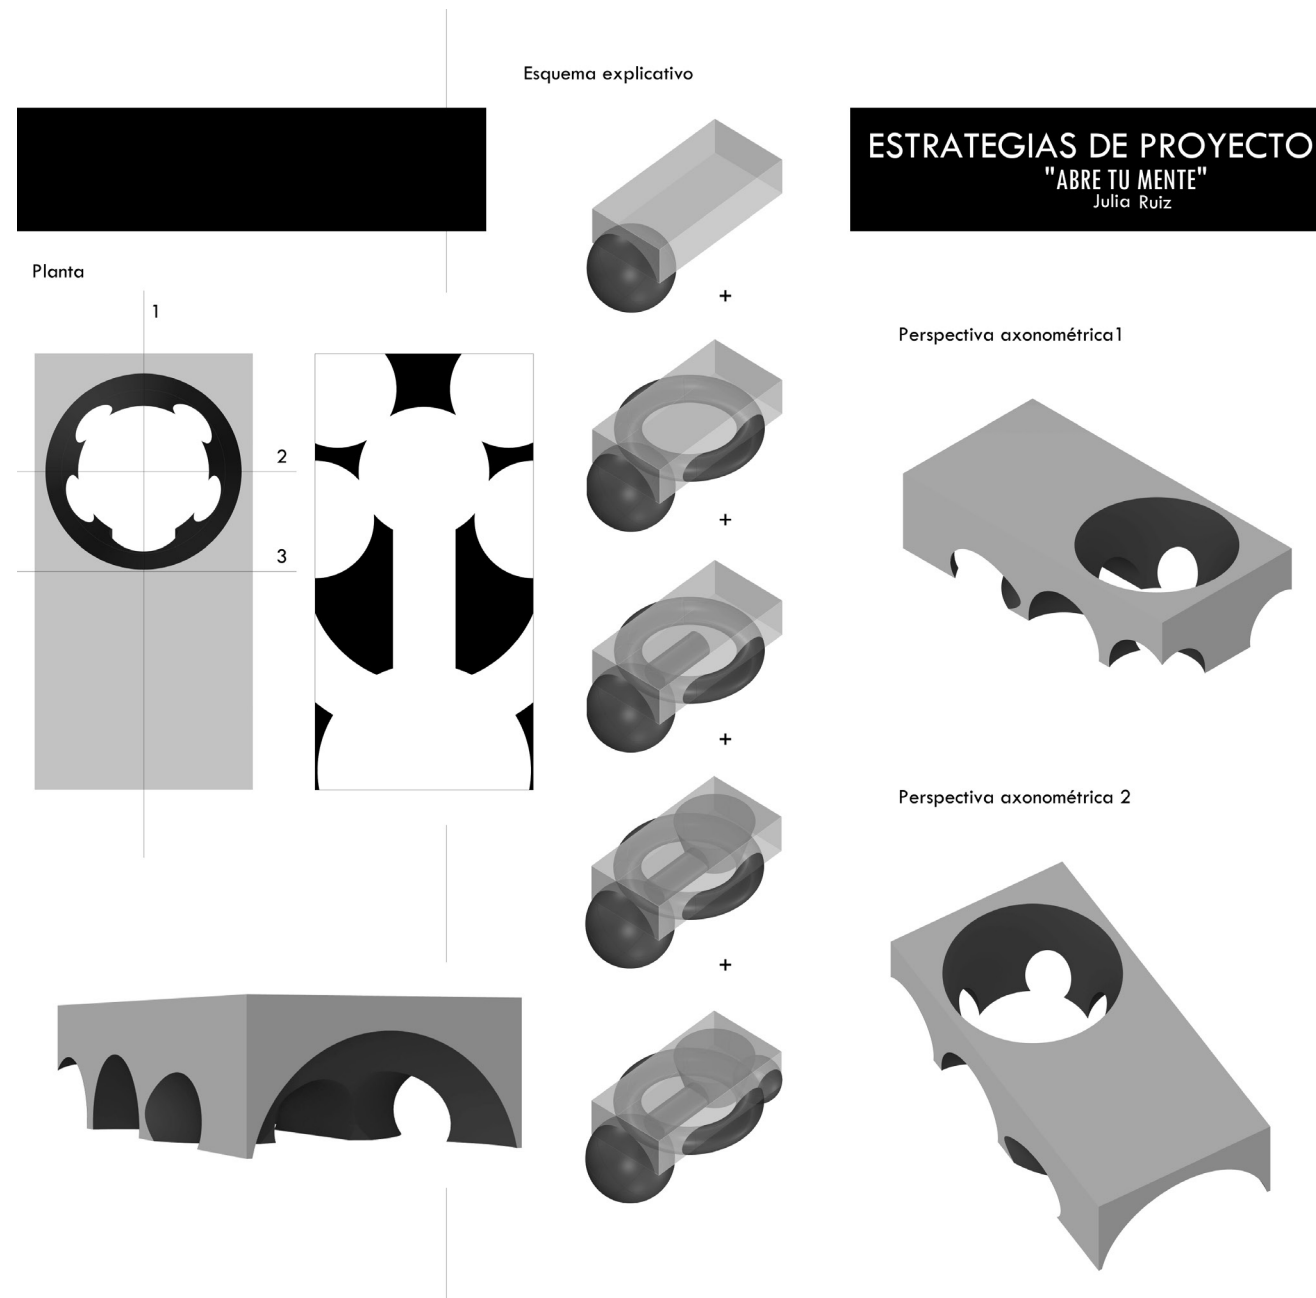 Esquema explicativo
ESTRATEGIAS DE PROYECTO
"ABRE TU MENTE"
Julia Ruiz
Planta
1
2
3
+
+
+
+
Perspectiva axonométrica1
Perspectiva axonométrica 2